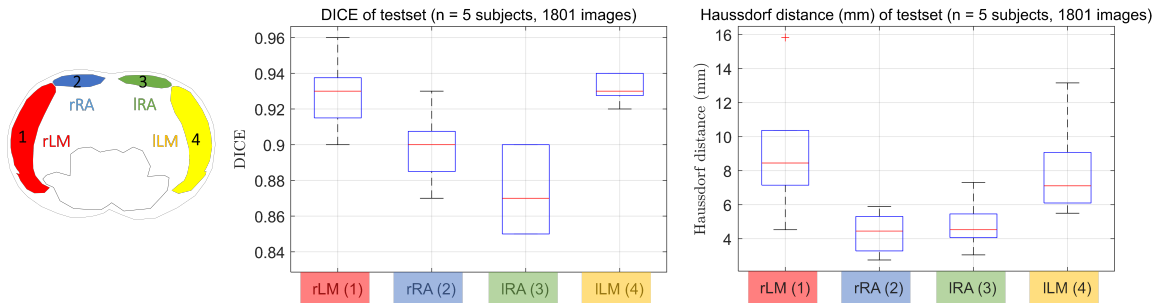 2
3
rRA
lRA
1
rLM
lLM
4
DICE of testset (n = 5 subjects, 1801 images)
DICE
0.96
0.94
0.92
0.9
0.88
0.86
0.84
rLM (1)
rRA (2)
lRA (3)
lLM (4)
Haussdorf distance (mm) of testset (n = 5 subjects, 1801 images)
Haussdorf distance (mm)
16
14
12
10
8
6
4
rLM (1)
rRA (2)
lRA (3)
lLM (4)